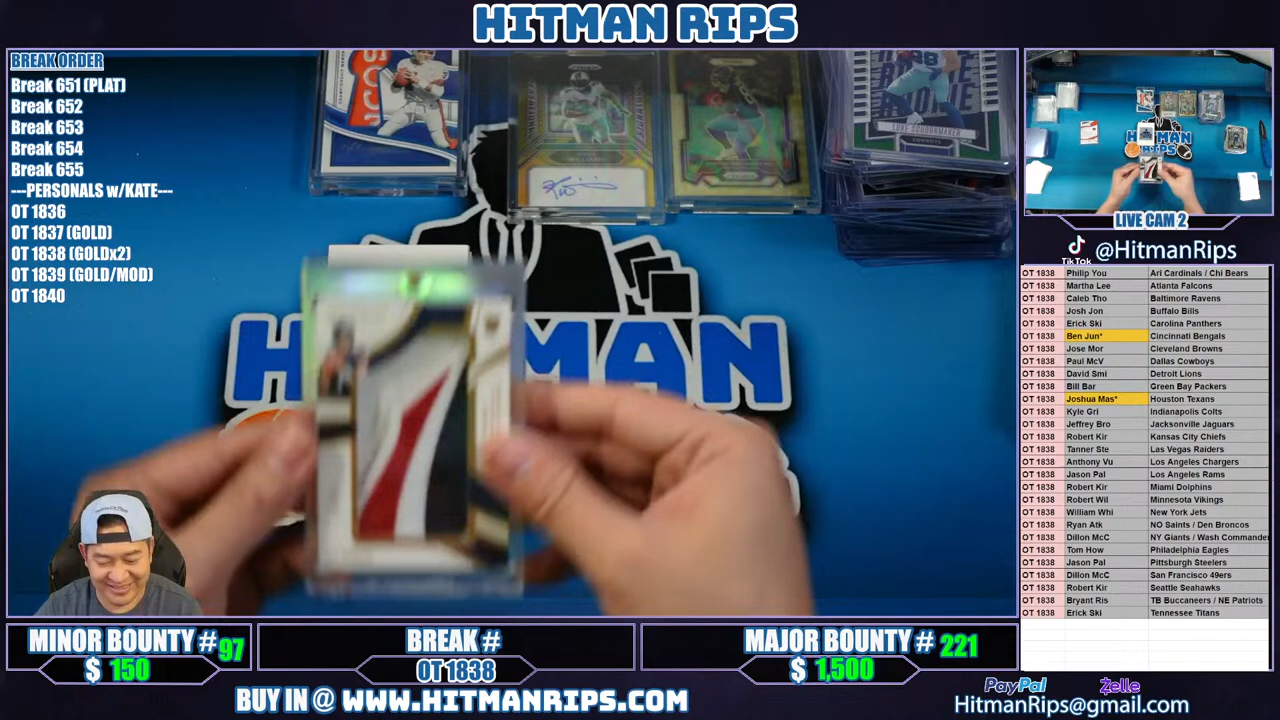 HITMAN RIPS
BREAK ORDER
Break 651 (PLAT)
Break 652
Break 653
Break 654
Break 655
---PERSONALS w/KATE---
OT 1836
OT 1837 (GOLD)
OT 1838 (GOLDx2)
OT 1839 (GOLD/MOD)
OT 1840
LUKE SCHOONMAKER
LIVE CAM 2
TikTok
@HitmanRips
OT 1838 Philip You Ari Cardinals / Chi Bears
OT 1838 Martha Lee Atlanta Falcons
OT 1838 Caleb Tho Baltimore Ravens
OT 1838 Josh Jon Buffalo Bills
OT 1838 Erick Ski Carolina Panthers
OT 1838 Ben Jun* Cincinnati Bengals
OT 1838 Jose Mor Cleveland Browns
OT 1838 Paul McV Dallas Cowboys
OT 1838 David Smi Detroit Lions
OT 1838 Bill Bar Green Bay Packers
OT 1838 Joshua Mas* Houston Texans
OT 1838 Kyle Gri Indianapolis Colts
OT 1838 Jeffrey Bro Jacksonville Jaguars
OT 1838 Robert Kir Kansas City Chiefs
OT 1838 Tanner Ste Las Vegas Raiders
OT 1838 Anthony Vu Los Angeles Chargers
OT 1838 Jason Pal Los Angeles Rams
OT 1838 Robert Kir Miami Dolphins
OT 1838 Robert Wil Minnesota Vikings
OT 1838 William Whi New York Jets
OT 1838 Ryan Atk NO Saints / Den Broncos
OT 1838 Dillon McC NY Giants / Wash Commander
OT 1838 Tom How Philadelphia Eagles
OT 1838 Jason Pal Pittsburgh Steelers
OT 1838 Dillon McC San Francisco 49ers
OT 1838 Robert Kir Seattle Seahawks
OT 1838 Bryant Ris TB Buccaneers / NE Patriots
OT 1838 Erick Ski Tennessee Titans
MINOR BOUNTY # 97
$ 150
BREAK #
OT 1838
MAJOR BOUNTY # 221
$ 1,500
BUY IN @ WWW.HITMANRIPS.COM
PayPal Zelle
HitmanRips@gmail.com